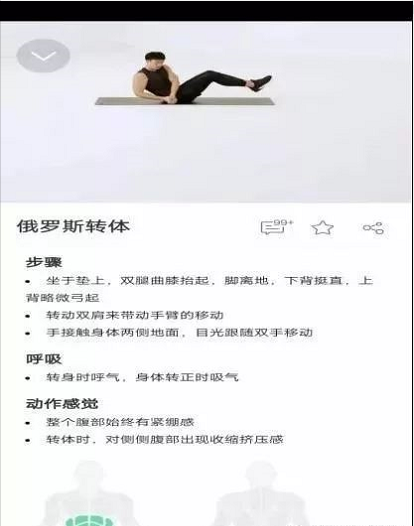 俄罗斯转体
99+
步骤
• 坐于垫上，双腿曲膝抬起，脚离地，下背挺直，上
背略微弓起
• 转动双肩来带动手臂的移动
• 手接触身体两侧地面，目光跟随双手移动
呼吸
• 转身时呼气，身体转正时吸气
动作感觉
• 整个腹部始终有紧绷感
• 转体时，对侧侧腹部出现收缩挤压感